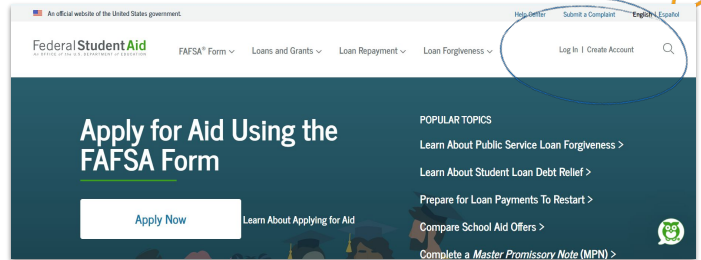 An official website of the United States government.
Help Center Submit a Complaint English | Español
Federal Student Aid
An OFFICE of the U.S. DEPARTMENT of EDUCATION
FAFSA® Form Loans and Grants Loan Repayment Loan Forgiveness Log In | Create Account
Apply for Aid Using the
FAFSA Form
Apply Now Learn About Applying for Aid
POPULAR TOPICS
Learn About Public Service Loan Forgiveness >
Learn About Student Loan Debt Relief >
Prepare for Loan Payments To Restart >
Compare School Aid Offers >
Complete a Master Promissory Note (MPN) >